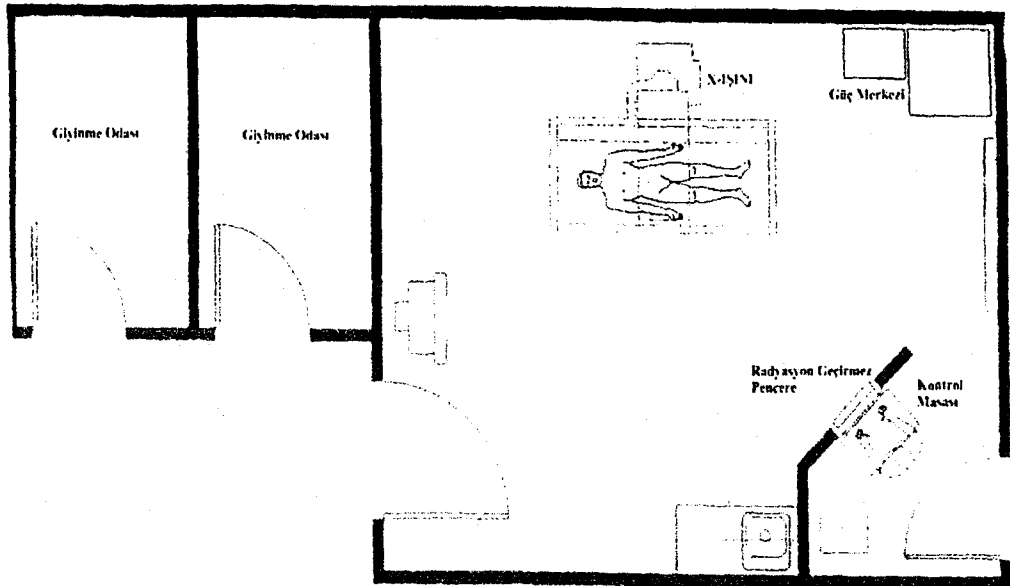 X-IŞINI
Güç Merkezi
Giyinme Odası
Giyinme Odası
Radyasyon Geçirmez
Pencere
Kontrol
Masası